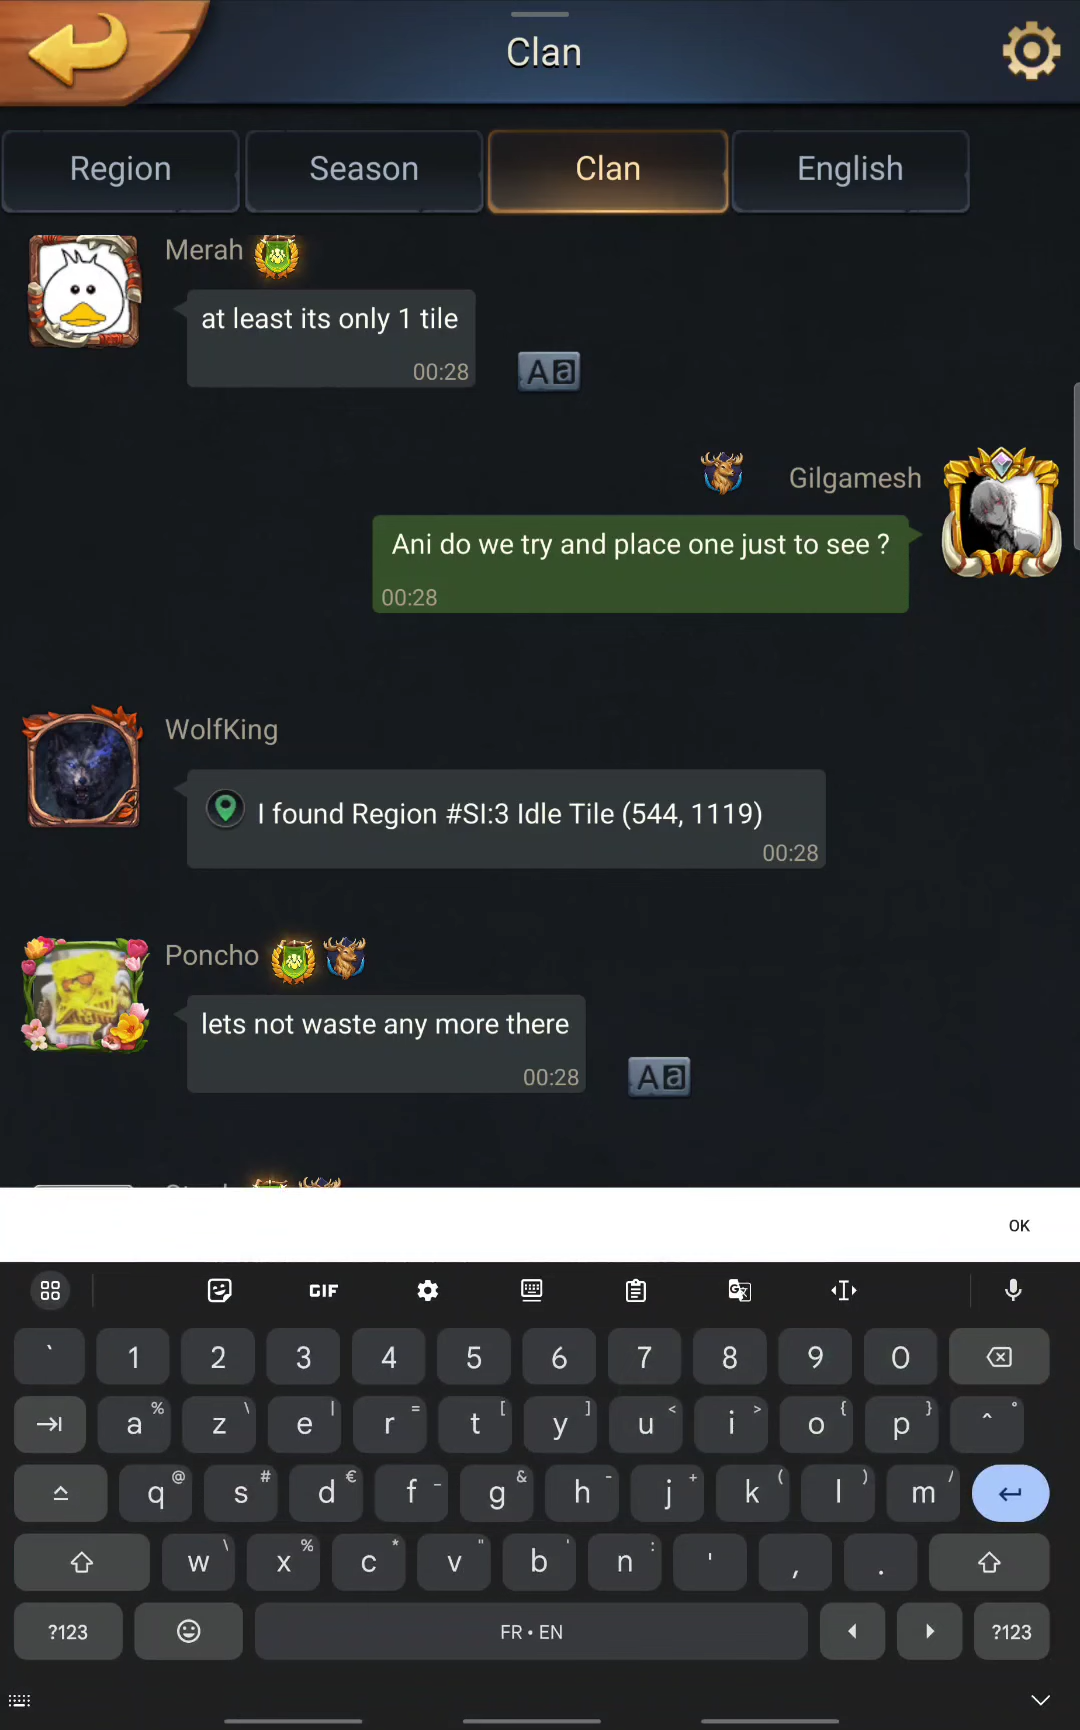 Clan
Region Season Clan English
Merah
at least its only 1 tile
00:28
Aa
Gilgamesh
Ani do we try and place one just to see ?
00:28
WolfKing
I found Region #SI:3 Idle Tile (544, 1119)
00:28
Poncho
lets not waste any more there
00:28
Aa
OK
GIF
` 1 2 3 4 5 6 7 8 9 0
a % z \ e | r = t [ y ] u < i > o { p } ^ °
q @ s # d € f _ g & h - j + k ( l ) m /
w \ x % c * v " b ' n : ' , .
?123 FR • EN ?123